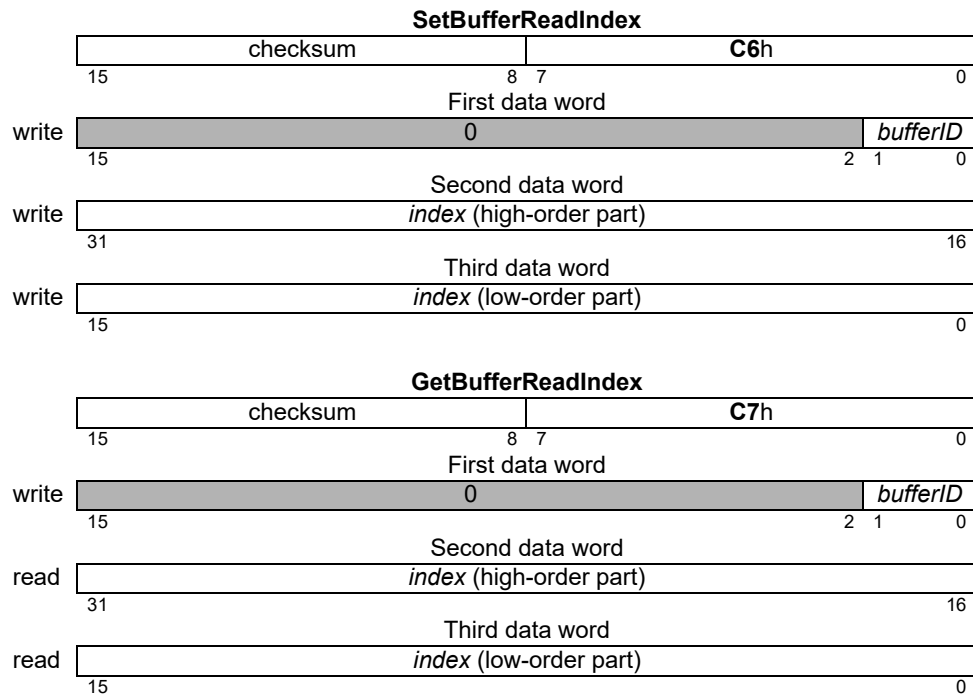 SetBufferReadIndex
checksum C6h
15 8 7 0
First data word
write 0 bufferID
15 2 1 0
Second data word
write index (high-order part)
31 16
Third data word
write index (low-order part)
15 0
GetBufferReadIndex
checksum C7h
15 8 7 0
First data word
write 0 bufferID
15 2 1 0
Second data word
read index (high-order part)
31 16
Third data word
read index (low-order part)
15 0